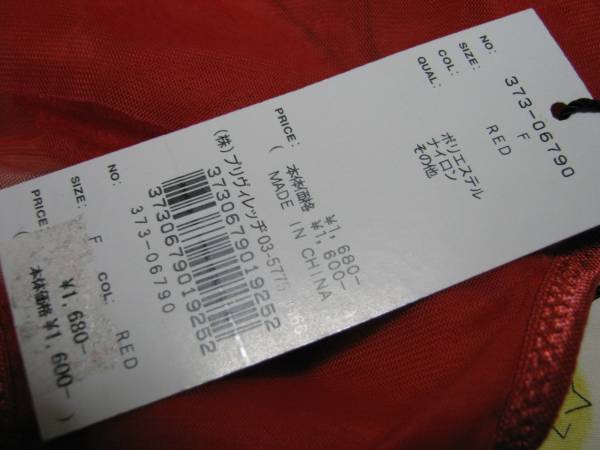 NO: 373-06790
SIZE: F
COL: RED
QUAL: ポリエステル
ナイロン
その他
PRICE: ¥1,680-
( 本体価格 ¥1,600-
MADE IN CHINA
(株)プリヴィレッヂ 03-577
3730679019252
3730679019252
NO: 373-06790
SIZE: F COL: RED
PRICE: ¥1,680-
本体価格 ¥1,600- )